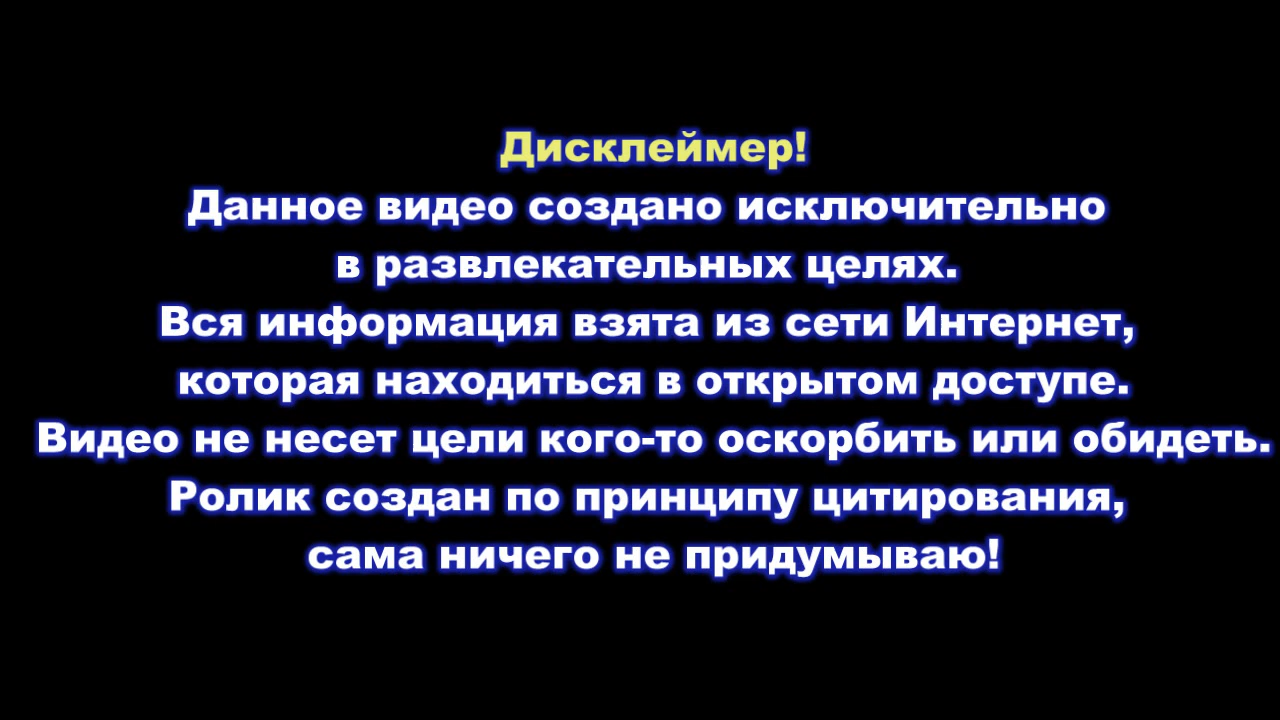 Дисклеймер!
Данное видео создано исключительно
в развлекательных целях.
Вся информация взята из сети Интернет,
которая находиться в открытом доступе.
Видео не несет цели кого-то оскорбить или обидеть.
Ролик создан по принципу цитирования,
сама ничего не придумываю!